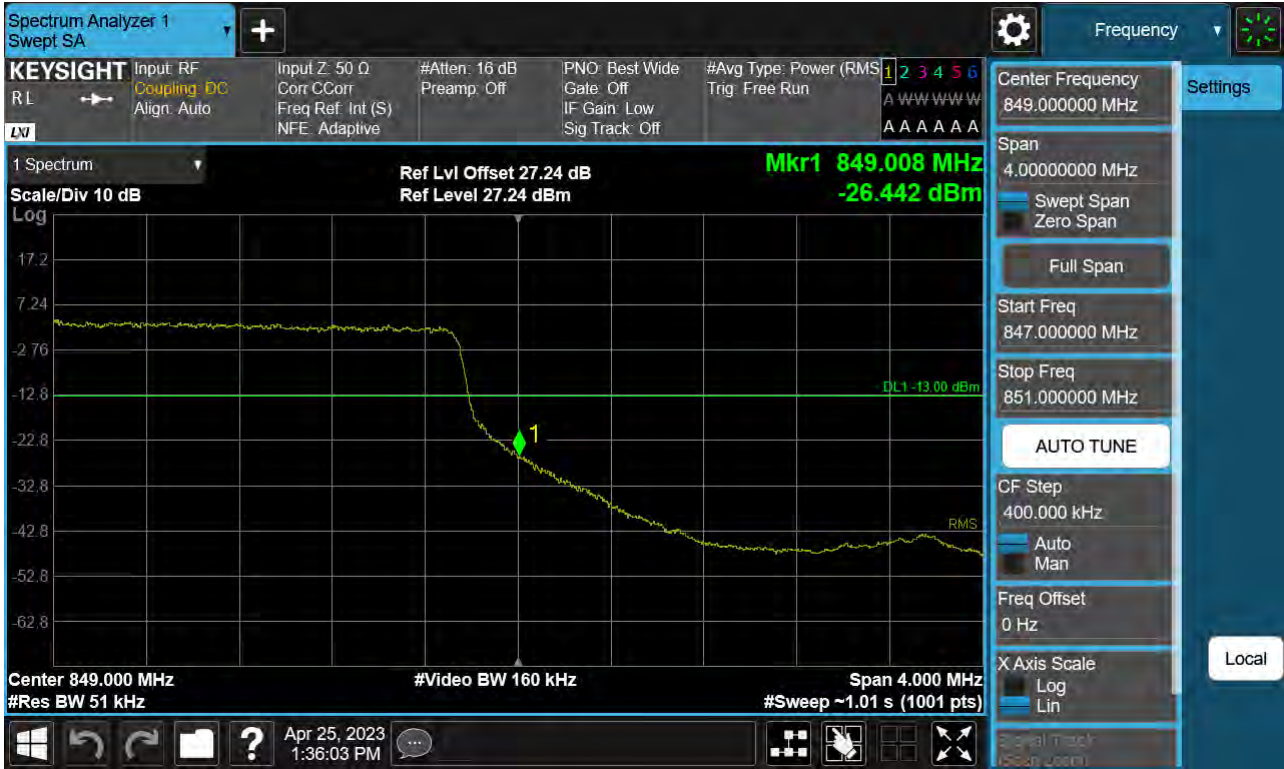 Spectrum Analyzer 1
Swept SA
+
Frequency
KEYSIGHT
R L
LXI
Input: RF
Coupling: DC
Align: Auto
Input Z: 50 Ω
Corr CCorr
Freq Ref: Int (S)
NFE: Adaptive
#Atten: 16 dB
Preamp: Off
PNO: Best Wide
Gate: Off
IF Gain: Low
Sig Track: Off
#Avg Type: Power (RMS
Trig: Free Run
1 2 3 4 5 6
A W W W W W
A A A A A A
1 Spectrum
Scale/Div 10 dB
Log
Ref Lvl Offset 27.24 dB
Ref Level 27.24 dBm
Mkr1 849.008 MHz
-26.442 dBm
17.2
7.24
-2.76
-12.8
-22.8
-32.8
-42.8
-52.8
-62.8
DL1 -13.00 dBm
1
RMS
Center 849.000 MHz
#Res BW 51 kHz
#Video BW 160 kHz
Span 4.000 MHz
#Sweep ~1.01 s (1001 pts)
Center Frequency
849.000000 MHz
Settings
Span
4.00000000 MHz
Swept Span
Zero Span
Full Span
Start Freq
847.000000 MHz
Stop Freq
851.000000 MHz
AUTO TUNE
CF Step
400.000 kHz
Auto
Man
Freq Offset
0 Hz
X Axis Scale
Log
Lin
Local
Signal Track
(Span Zoom)
?
Apr 25, 2023
1:36:03 PM